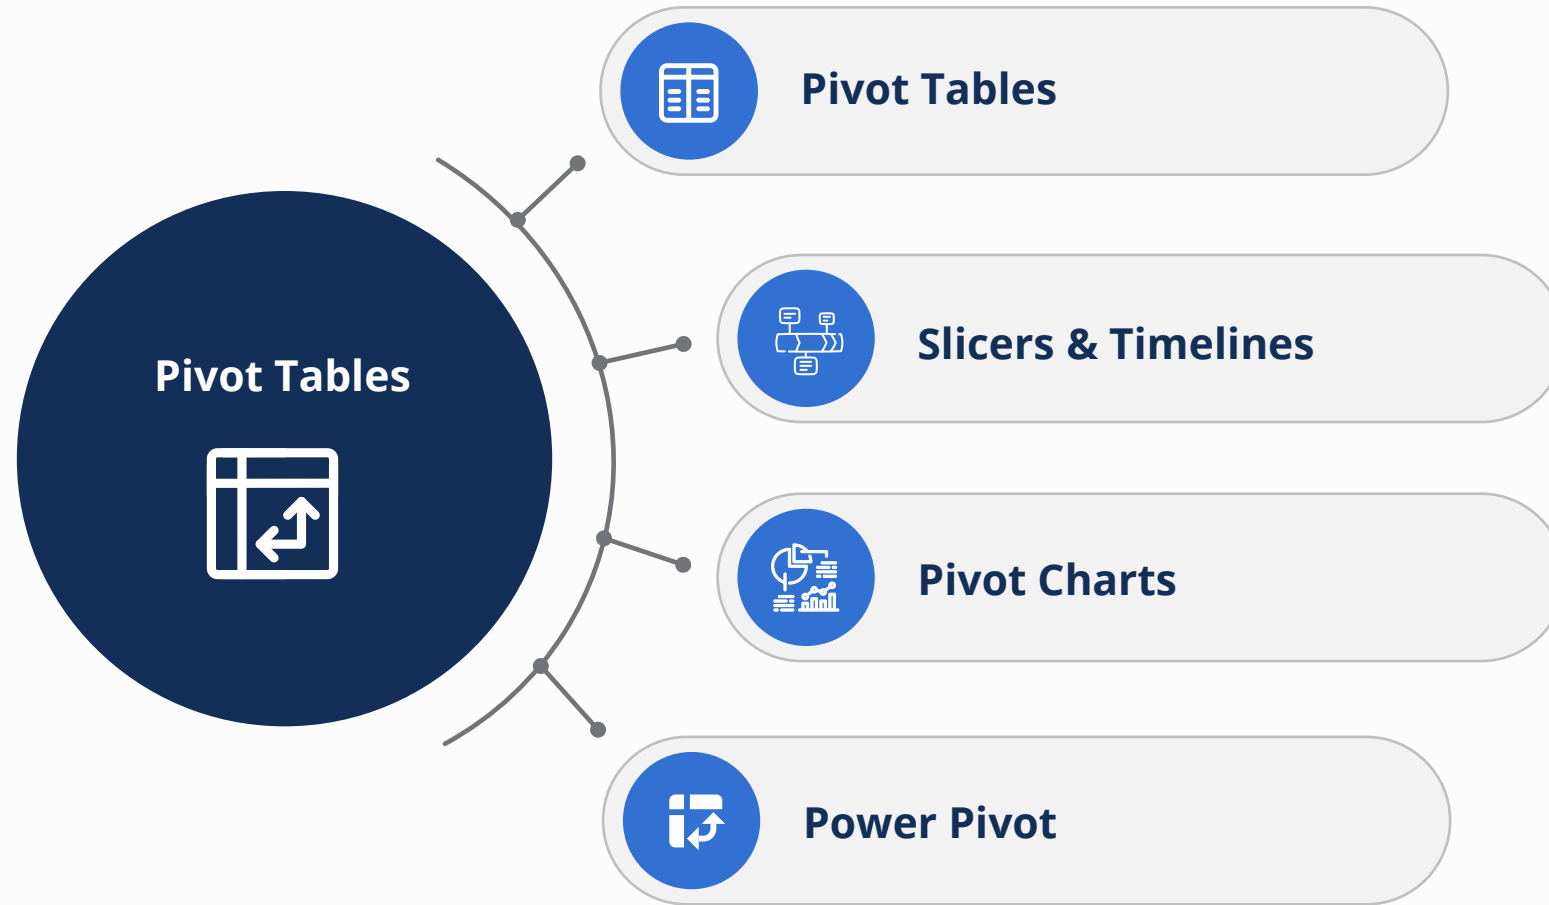 Pivot Tables
Pivot Tables
Slicers & Timelines
Pivot Charts
Power Pivot